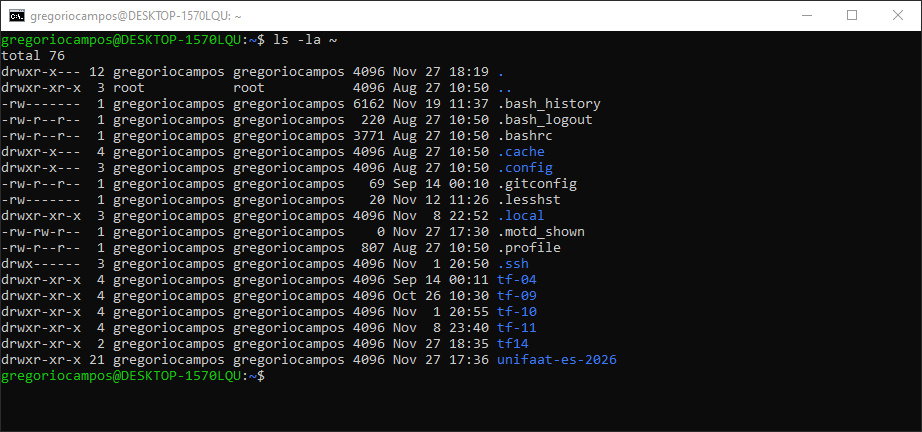 gregoriocampos@DESKTOP-1570LQU: ~
gregoriocampos@DESKTOP-1570LQU:~$ ls -la ~
total 76
drwxr-x--- 12 gregoriocampos gregoriocampos 4096 Nov 27 18:19 .
drwxr-xr-x  3 root           root           4096 Aug 27 10:50 ..
-rw-------  1 gregoriocampos gregoriocampos 6162 Nov 19 11:37 .bash_history
-rw-r--r--  1 gregoriocampos gregoriocampos  220 Aug 27 10:50 .bash_logout
-rw-r--r--  1 gregoriocampos gregoriocampos 3771 Aug 27 10:50 .bashrc
drwxr-x---  4 gregoriocampos gregoriocampos 4096 Aug 27 10:50 .cache
drwxr-x---  3 gregoriocampos gregoriocampos 4096 Aug 27 10:50 .config
-rw-r--r--  1 gregoriocampos gregoriocampos   69 Sep 14 00:10 .gitconfig
-rw-------  1 gregoriocampos gregoriocampos   20 Nov 12 11:26 .lesshst
drwxr-xr-x  3 gregoriocampos gregoriocampos 4096 Nov  8 22:52 .local
-rw-rw-r--  1 gregoriocampos gregoriocampos    0 Nov 27 17:30 .motd_shown
-rw-r--r--  1 gregoriocampos gregoriocampos  807 Aug 27 10:50 .profile
drwx------  3 gregoriocampos gregoriocampos 4096 Nov  1 20:50 .ssh
drwxr-xr-x  4 gregoriocampos gregoriocampos 4096 Sep 14 00:11 tf-04
drwxr-xr-x  4 gregoriocampos gregoriocampos 4096 Oct 26 10:30 tf-09
drwxr-xr-x  4 gregoriocampos gregoriocampos 4096 Nov  1 20:55 tf-10
drwxr-xr-x  4 gregoriocampos gregoriocampos 4096 Nov  8 23:40 tf-11
drwxr-xr-x  2 gregoriocampos gregoriocampos 4096 Nov 27 18:35 tf14
drwxr-xr-x 21 gregoriocampos gregoriocampos 4096 Nov 27 17:36 unifaat-es-2026
gregoriocampos@DESKTOP-1570LQU:~$